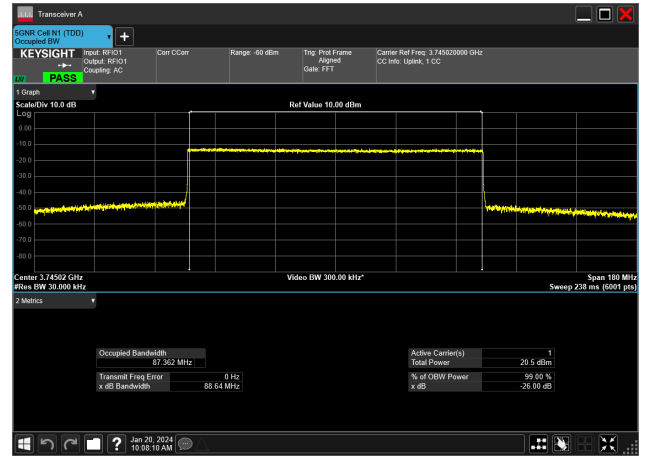 Transceiver A
5GNR Cell N1 (TDD)
Occupied BW
KEYSIGHT
LXI
PASS
Input: RFIO1
Output: RFIO1
Coupling: AC
Corr CCorr
Range: -60 dBm
Trig: Prot Frame
Aligned
Gate: FFT
Carrier Ref Freq: 3.745020000 GHz
CC Info: Uplink, 1 CC
1 Graph
Scale/Div 10.0 dB
Ref Value 10.00 dBm
Log
0.00
-10.0
-20.0
-30.0
-40.0
-50.0
-60.0
-70.0
-80.0
Center 3.74502 GHz
Video BW 300.00 kHz*
Span 180 MHz
#Res BW 30.000 kHz
Sweep 238 ms (6001 pts)
2 Metrics
Occupied Bandwidth
87.362 MHz
Transmit Freq Error 0 Hz
x dB Bandwidth 88.64 MHz
Active Carrier(s) 1
Total Power 20.5 dBm
% of OBW Power 99.00 %
x dB -26.00 dB
Jan 20, 2024
10:08:10 AM